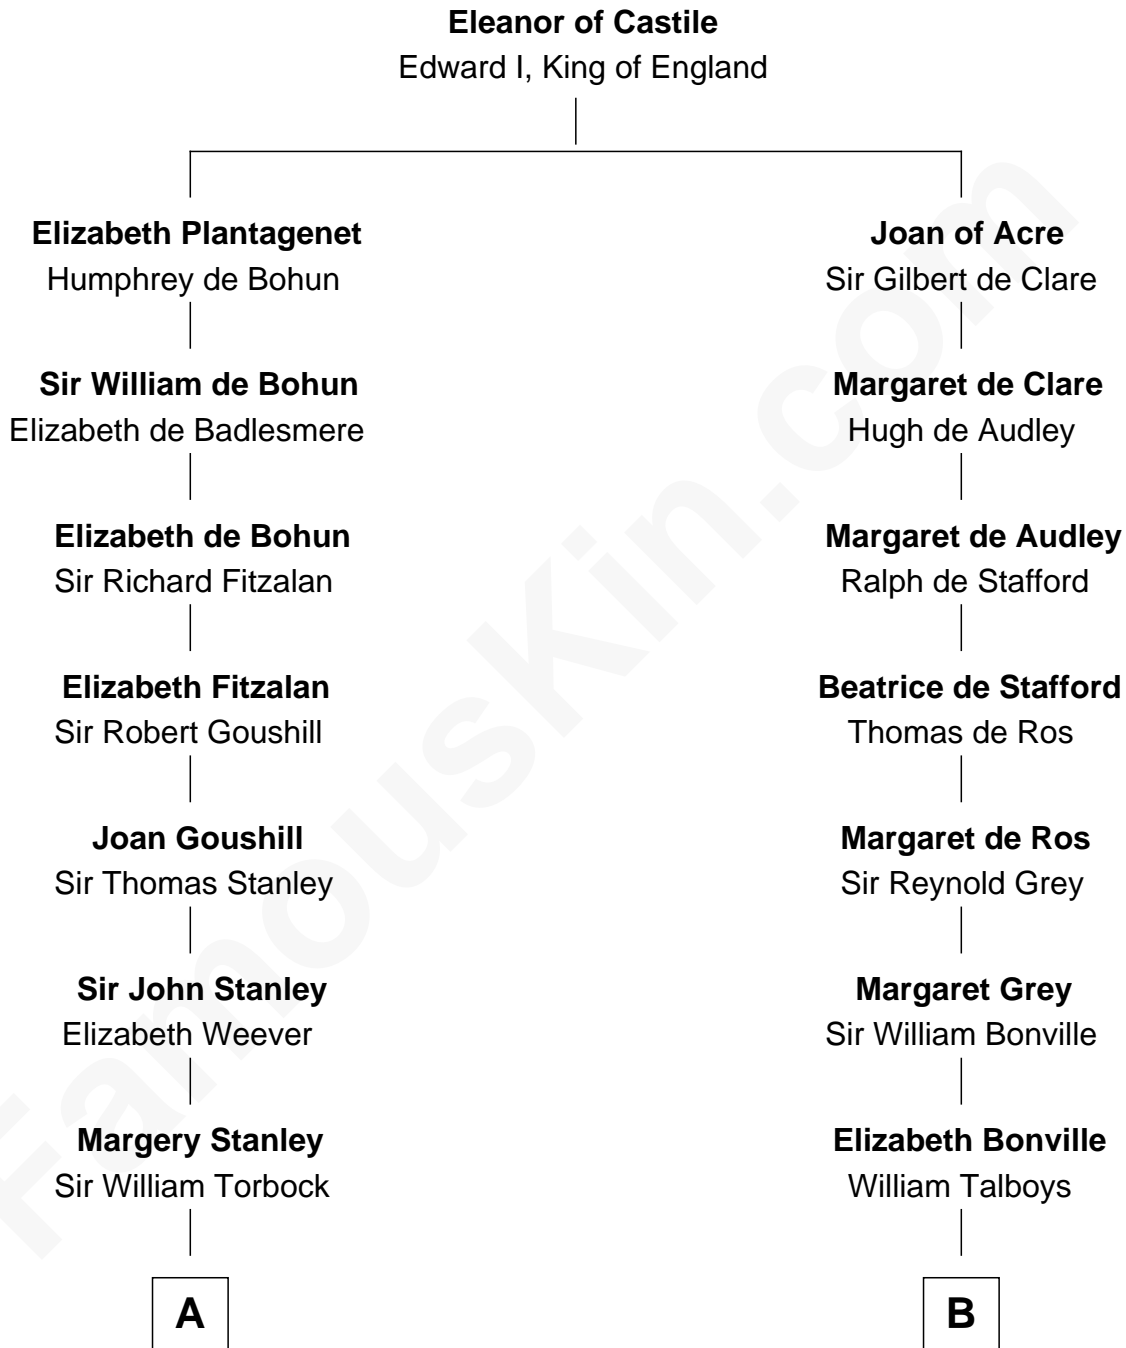 Eleanor of Castile
Edward I, King of England
Elizabeth Plantagenet
Humphrey de Bohun
Joan of Acre
Sir Gilbert de Clare
Sir William de Bohun
Elizabeth de Badlesmere
Margaret de Clare
Hugh de Audley
Elizabeth de Bohun
Sir Richard Fitzalan
Margaret de Audley
Ralph de Stafford
Elizabeth Fitzalan
Sir Robert Goushill
Beatrice de Stafford
Thomas de Ros
Joan Goushill
Sir Thomas Stanley
Margaret de Ros
Sir Reynold Grey
Sir John Stanley
Elizabeth Weever
Margaret Grey
Sir William Bonville
Margery Stanley
Sir William Torbock
Elizabeth Bonville
William Talboys
A
B
FamousKin.com